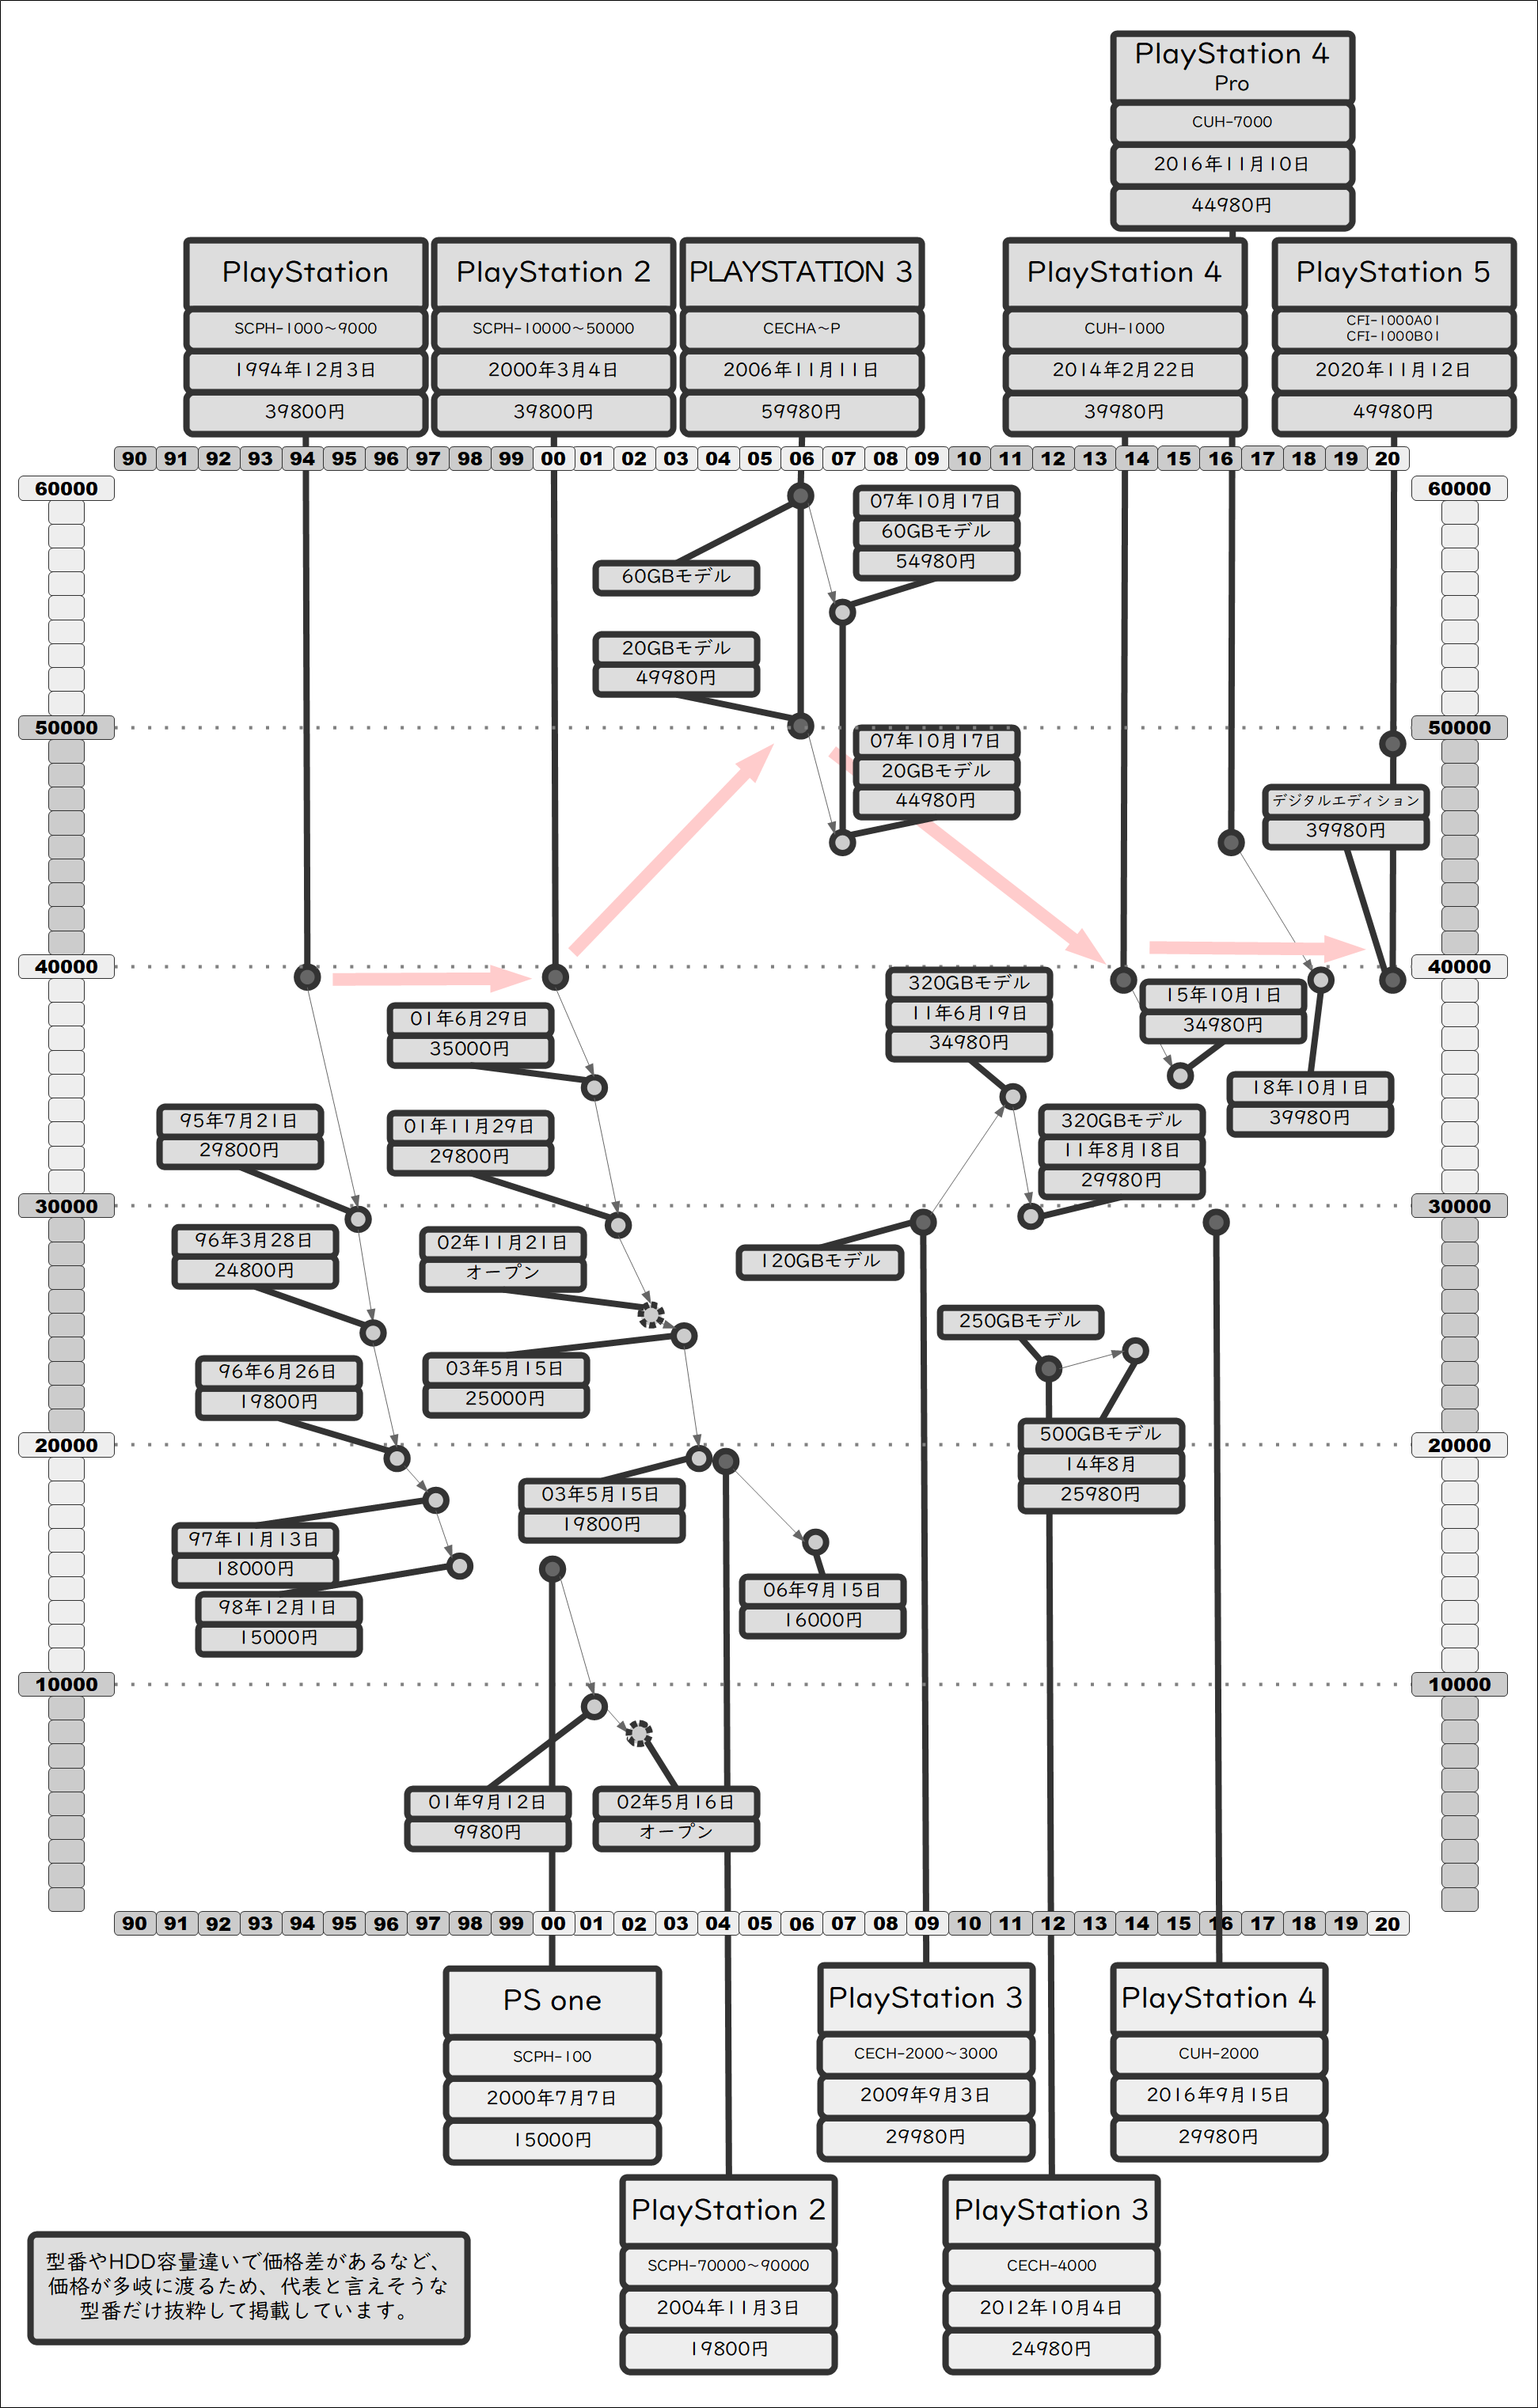 PlayStation 4
Pro
CUH-7000
2016年11月10日
44980円
PlayStation
SCPH-1000～9000
1994年12月3日
39800円
PlayStation 2
SCPH-10000～50000
2000年3月4日
39800円
PLAYSTATION 3
CECHA～P
2006年11月11日
59980円
PlayStation 4
CUH-1000
2014年2月22日
39980円
PlayStation 5
CFI-1000A01
CFI-1000B01
2020年11月12日
49980円
90 91 92 93 94 95 96 97 98 99 00 01 02 03 04 05 06 07 08 09 10 11 12 13 14 15 16 17 18 19 20
60000
60000
07年10月17日
60GBモデル
54980円
60GBモデル
20GBモデル
49980円
50000
50000
07年10月17日
20GBモデル
44980円
デジタルエディション
39980円
40000
40000
320GBモデル
11年6月19日
34980円
15年10月1日
34980円
01年6月29日
35000円
18年10月1日
39980円
95年7月21日
29800円
01年11月29日
29800円
320GBモデル
11年8月18日
29980円
30000
30000
96年3月28日
24800円
02年11月21日
オープン
120GBモデル
250GBモデル
96年6月26日
19800円
03年5月15日
25000円
20000
20000
500GBモデル
14年8月
25980円
03年5月15日
19800円
97年11月13日
18000円
06年9月15日
16000円
98年12月1日
15000円
10000
10000
01年9月12日
9980円
02年5月16日
オープン
90 91 92 93 94 95 96 97 98 99 00 01 02 03 04 05 06 07 08 09 10 11 12 13 14 15 16 17 18 19 20
PS one
SCPH-100
2000年7月7日
15000円
PlayStation 3
CECH-2000～3000
2009年9月3日
29980円
PlayStation 4
CUH-2000
2016年9月15日
29980円
PlayStation 2
SCPH-70000～90000
2004年11月3日
19800円
PlayStation 3
CECH-4000
2012年10月4日
24980円
型番やHDD容量違いで価格差があるなど、
価格が多岐に渡るため、代表と言えそうな
型番だけ抜粋して掲載しています。